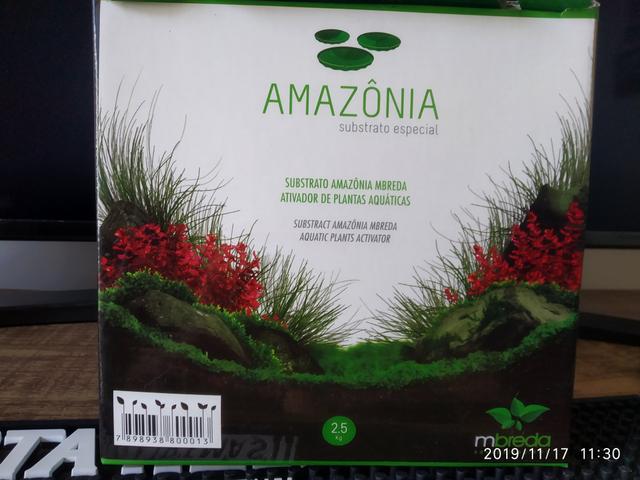 AMAZÔNIA
substrato especial
SUBSTRATO AMAZÔNIA MBREDA
ATIVADOR DE PLANTAS AQUÁTICAS
SUBSTRACT AMAZÔNIA MBREDA
AQUATIC PLANTS ACTIVATOR
7 898938 800013
2.5
kg
mbreda
2019/11/17 11:30
TA